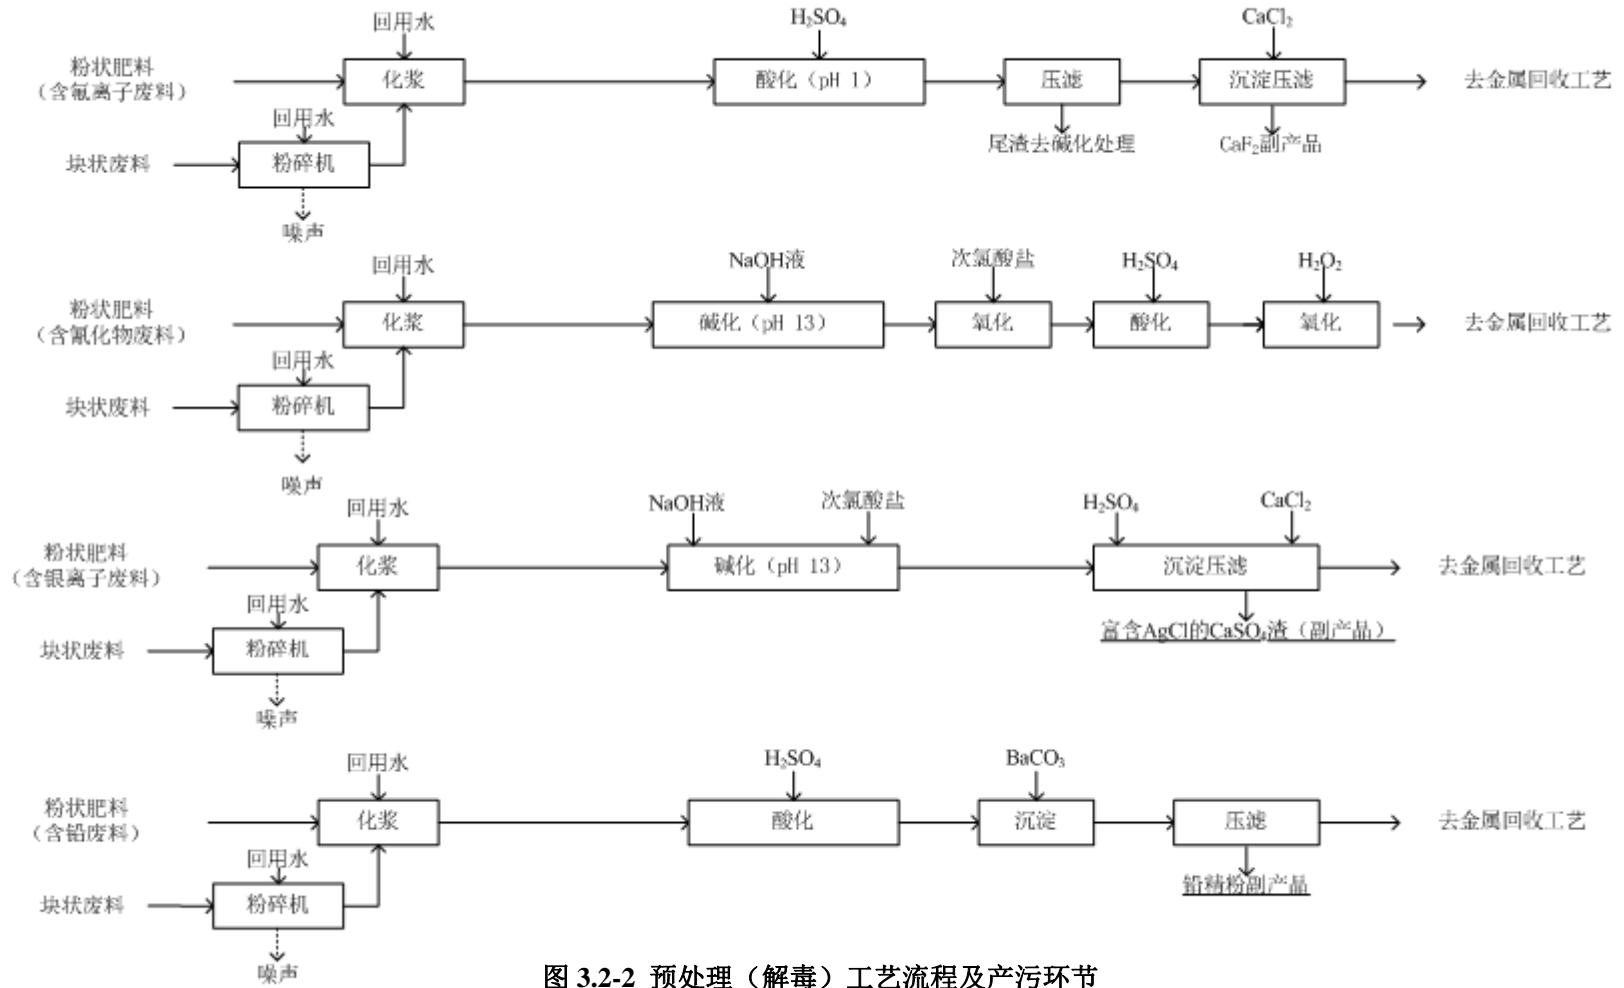 回用水
H₂SO₄
CaCl₂
粉状肥料
(含氟离子废料)
化浆
酸化（pH 1）
压滤
沉淀压滤
去金属回收工艺
回用水
尾渣去碱化处理
CaF₂副产品
块状废料
粉碎机
噪声
回用水
NaOH液
次氯酸盐
H₂SO₄
H₂O₂
粉状肥料
(含氰化物废料)
化浆
碱化（pH 13）
氧化
酸化
氧化
去金属回收工艺
回用水
块状废料
粉碎机
噪声
回用水
NaOH液
次氯酸盐
H₂SO₄
CaCl₂
粉状肥料
(含银离子废料)
化浆
碱化（pH 13）
沉淀压滤
去金属回收工艺
回用水
富含AgCl的CaSO₄渣（副产品）
块状废料
粉碎机
噪声
回用水
H₂SO₄
BaCO₃
粉状肥料
(含铅废料)
化浆
酸化
沉淀
压滤
去金属回收工艺
回用水
铅精粉副产品
块状废料
粉碎机
噪声
图 3.2-2 预处理（解毒）工艺流程及产污环节